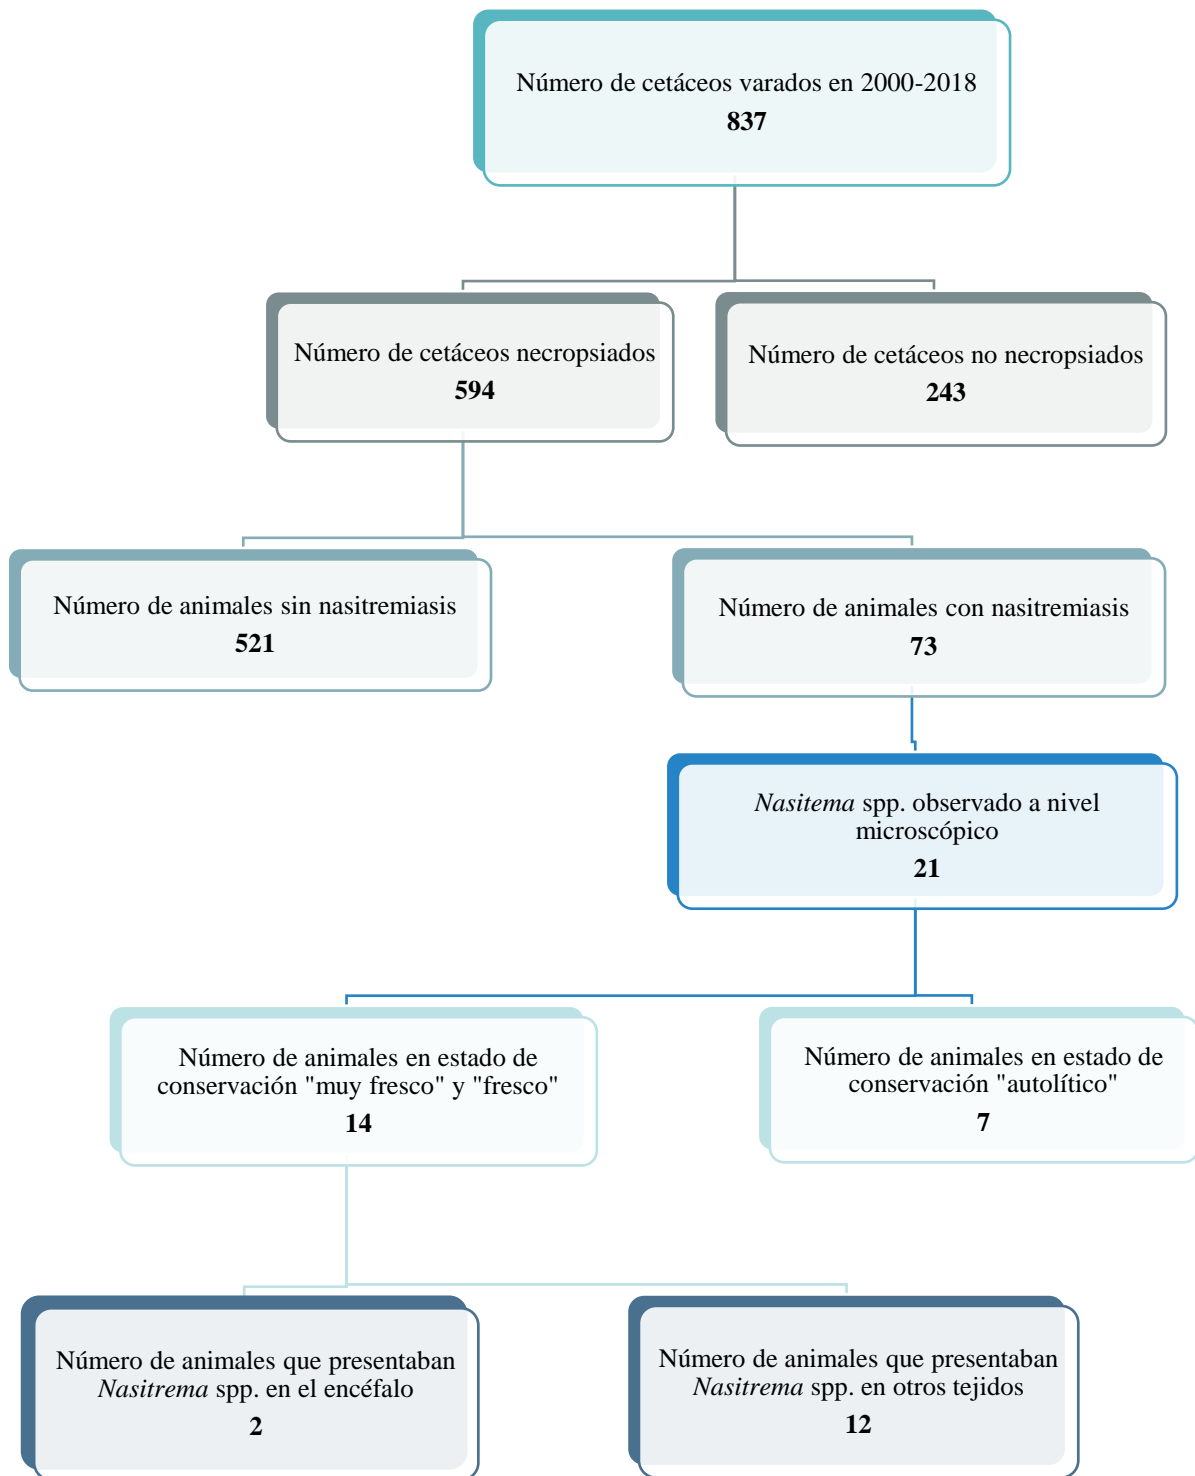 Número de cetáceos varados en 2000-2018
837
Número de cetáceos necropsiados
594
Número de cetáceos no necropsiados
243
Número de animales sin nasitremiasis
521
Número de animales con nasitremiasis
73
Nasitema spp. observado a nivel
microscópico
21
Número de animales en estado de
conservación "muy fresco" y "fresco"
14
Número de animales en estado de
conservación "autolítico"
7
Número de animales que presentaban
Nasitrema spp. en el encéfalo
2
Número de animales que presentaban
Nasitrema spp. en otros tejidos
12